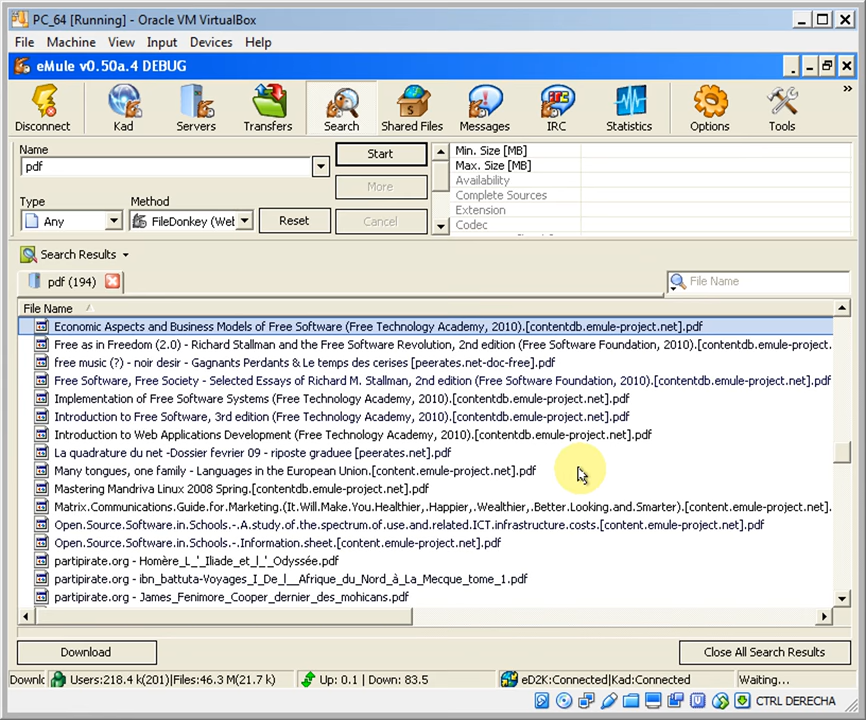 PC_64 [Running] - Oracle VM VirtualBox
File Machine View Input Devices Help
eMule v0.50a.4 DEBUG
Disconnect Kad Servers Transfers Search Shared Files Messages IRC Statistics Options Tools
Name
pdf
Start
More
Cancel
Type Method
Any FileDonkey (Wet Reset
Min. Size [MB]
Max. Size [MB]
Availability
Complete Sources
Extension
Codec
Search Results
pdf (194) File Name
File Name
Economic Aspects and Business Models of Free Software (Free Technology Academy, 2010).[contentdb.emule-project.net].pdf
Free as in Freedom (2.0) - Richard Stallman and the Free Software Revolution, 2nd edition (Free Software Foundation, 2010).[contentdb.emule-project.
free music (?) - noir desir - Gagnants Perdants & Le temps des cerises [peerates.net-doc-free].pdf
Free Software, Free Society - Selected Essays of Richard M. Stallman, 2nd edition (Free Software Foundation, 2010).[contentdb.emule-project.net].pdf
Implementation of Free Software Systems (Free Technology Academy, 2010).[contentdb.emule-project.net].pdf
Introduction to Free Software, 3rd edition (Free Technology Academy, 2010).[contentdb.emule-project.net].pdf
Introduction to Web Applications Development (Free Technology Academy, 2010).[contentdb.emule-project.net].pdf
La quadrature du net -Dossier fevrier 09 - riposte graduee [peerates.net].pdf
Many tongues, one family - Languages in the European Union.[content.emule-project.net].pdf
Mastering Mandriva Linux 2008 Spring.[contentdb.emule-project.net].pdf
Matrix.Communications.Guide.for.Marketing.(It.Will.Make.You.Healthier,.Happier,.Wealthier,.Better.Looking.and.Smarter).[content.emule-project.net].
Open.Source.Software.in.Schools.-.A.study.of.the.spectrum.of.use.and.related.ICT.infrastructure.costs.[content.emule-project.net].pdf
Open.Source.Software.in.Schools.-.Information.sheet.[content.emule-project.net].pdf
partipirate.org - Homère_L_'_Iliade_et_l_'_Odyssée.pdf
partipirate.org - ibn_battuta-Voyages_I_De_l__Afrique_du_Nord_à_La_Mecque_tome_1.pdf
partipirate.org - James_Fenimore_Cooper_dernier_des_mohicans.pdf
Download Close All Search Results
Downlc Users:218.4 k(201)|Files:46.3 M(21.7 k) Up: 0.1 | Down: 83.5 eD2K:Connected|Kad:Connected Waiting...
CTRL DERECHA